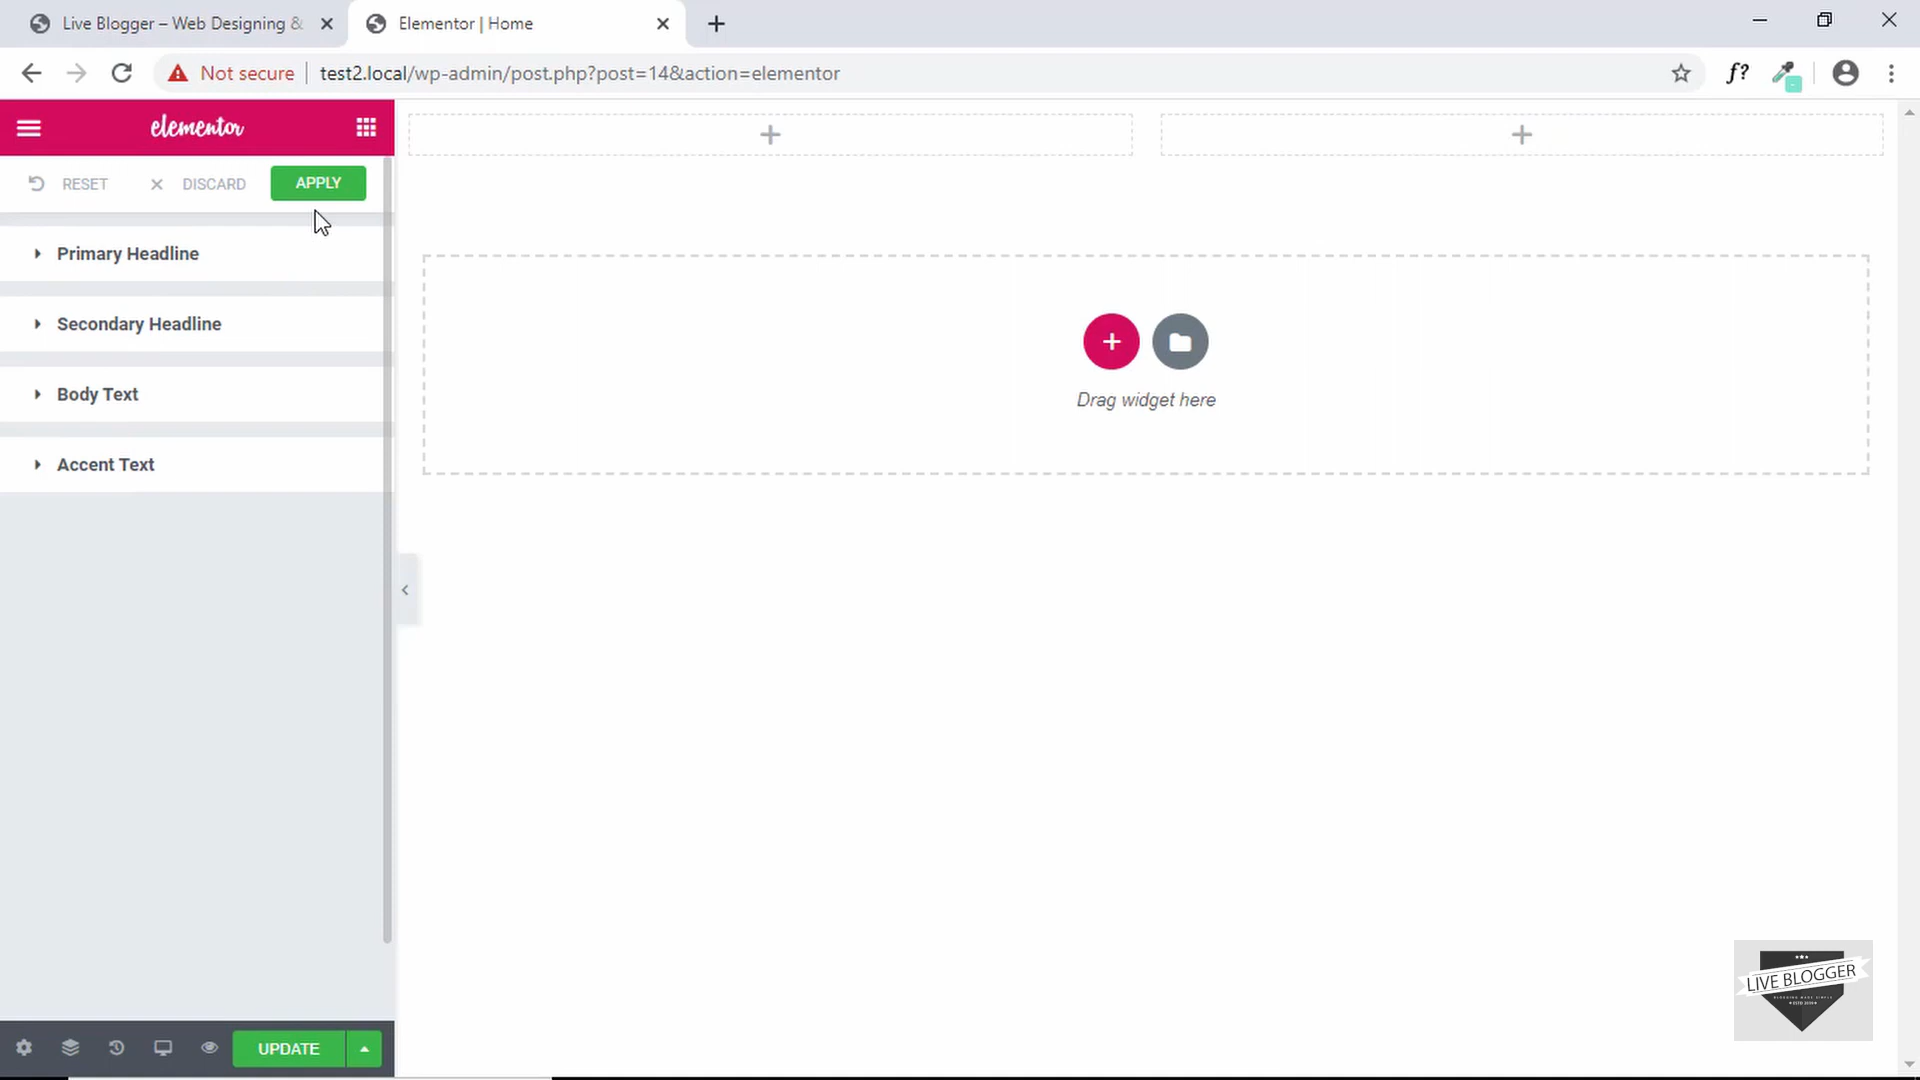 Live Blogger – Web Designing &
Elementor | Home
Not secure
test2.local/wp-admin/post.php?post=14&action=elementor
f?
elementor
RESET
DISCARD
APPLY
Primary Headline
Secondary Headline
Body Text
Accent Text
Drag widget here
UPDATE
LIVE BLOGGER